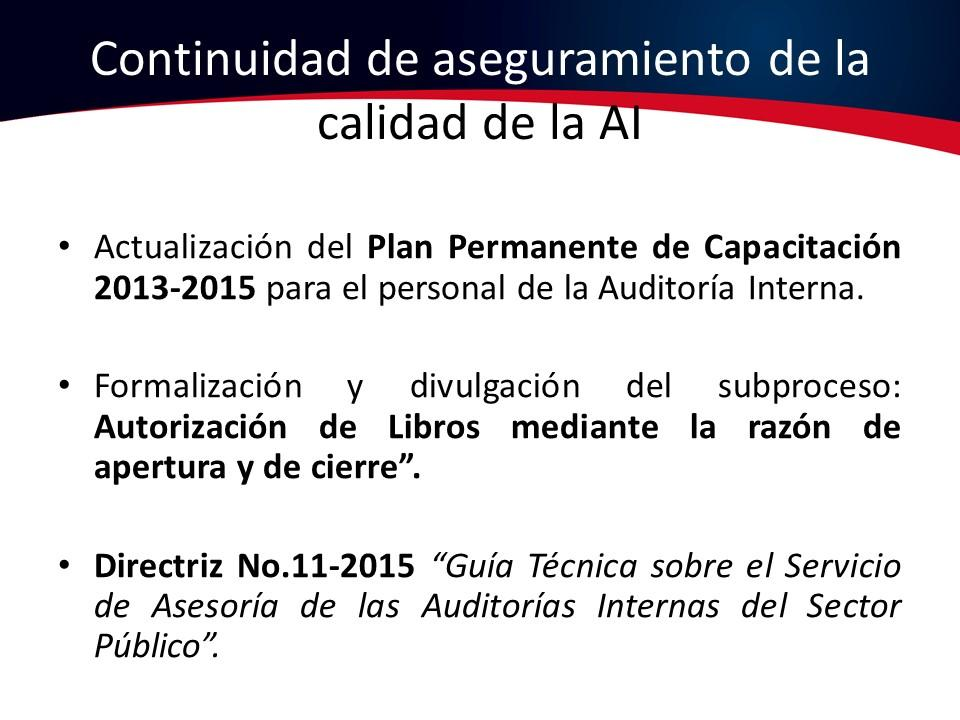 Continuidad de aseguramiento de la
calidad de la AI
• Actualización del Plan Permanente de Capacitación
2013-2015 para el personal de la Auditoría Interna.
• Formalización y divulgación del subproceso:
Autorización de Libros mediante la razón de
apertura y de cierre”.
• Directriz No.11-2015 “Guía Técnica sobre el Servicio
de Asesoría de las Auditorías Internas del Sector
Público”.